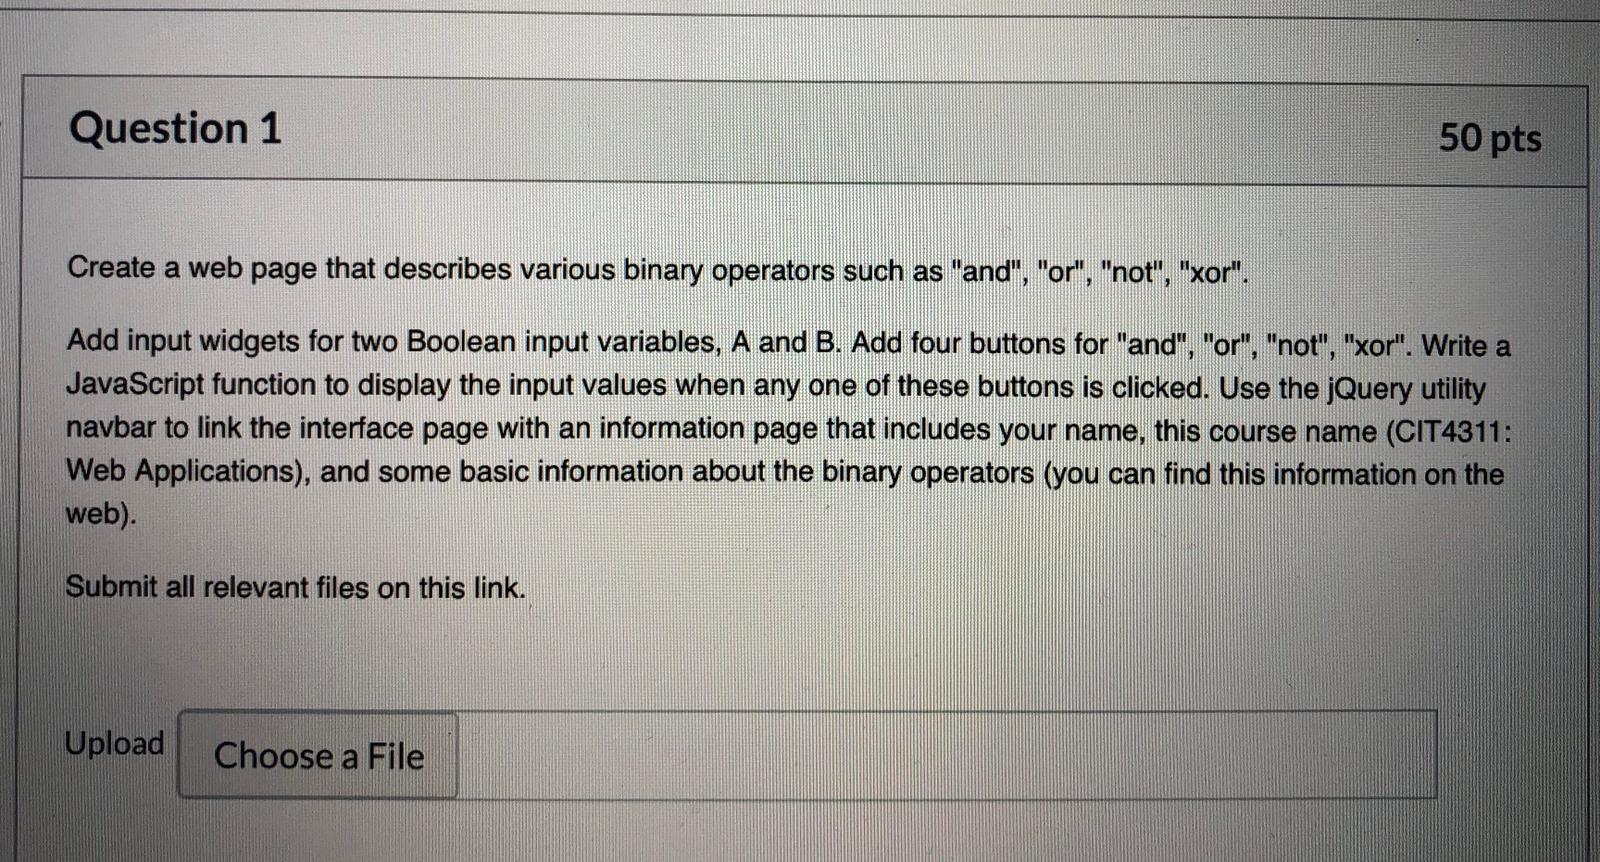 Question 1
50 pts
Create a web page that describes various binary operators such as "and", "or", "not", "xor".
Add input widgets for two Boolean input variables, A and B. Add four buttons for "and", "or", "not", "xor". Write a
JavaScript function to display the input values when any one of these buttons is clicked. Use the jQuery utility
navbar to link the interface page with an information page that includes your name, this course name (CIT4311:
Web Applications), and some basic information about the binary operators (you can find this information on the
web).
Submit all relevant files on this link.
Upload Choose a File